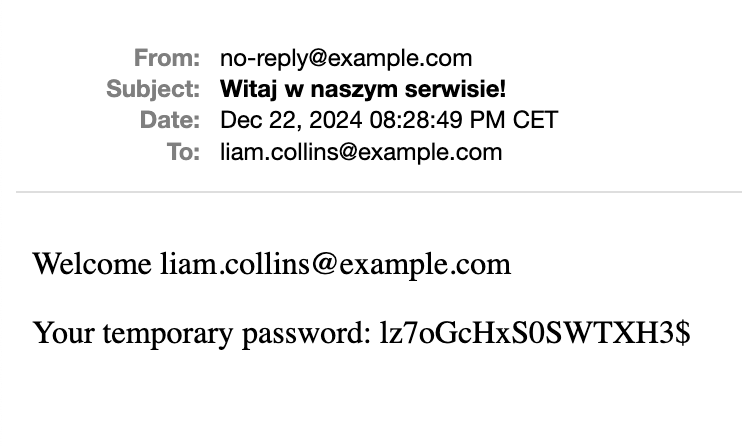 From: no-reply@example.com
Subject: Witaj w naszym serwisie!
Date: Dec 22, 2024 08:28:49 PM CET
To: liam.collins@example.com
Welcome liam.collins@example.com
Your temporary password: lz7oGcHxS0SWTXH3$